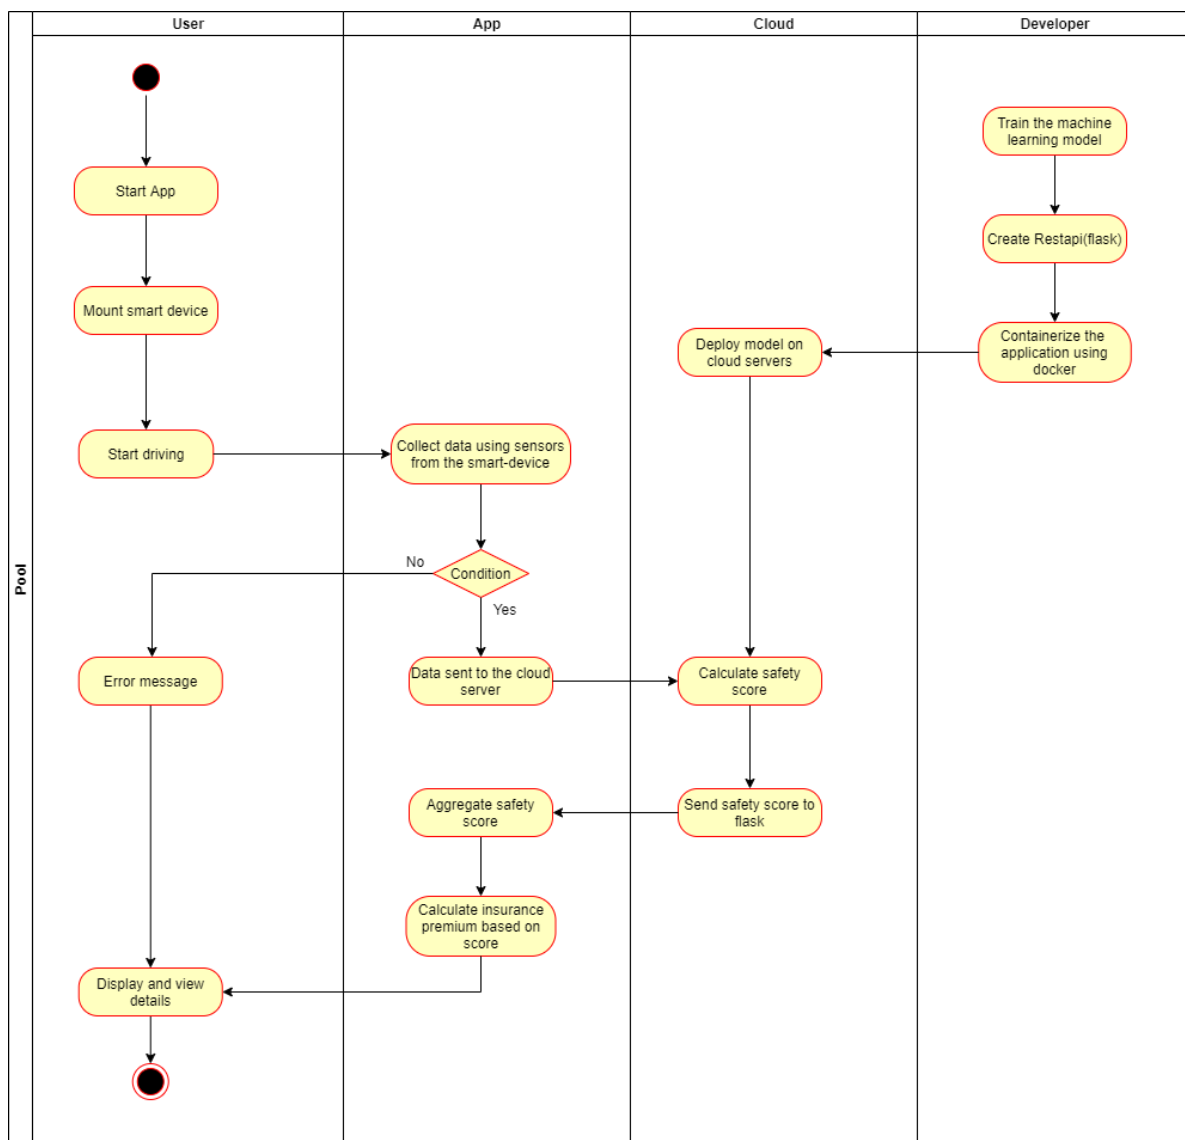 User
App
Cloud
Developer
Pool
Train the machine
learning model
Start App
Create Restapi(flask)
Mount smart device
Deploy model on
cloud servers
Containerize the
application using
docker
Start driving
Collect data using sensors
from the smart-device
No
Condition
Yes
Error message
Data sent to the cloud
server
Calculate safety
score
Aggregate safety
score
Send safety score to
flask
Calculate insurance
premium based on
score
Display and view
details